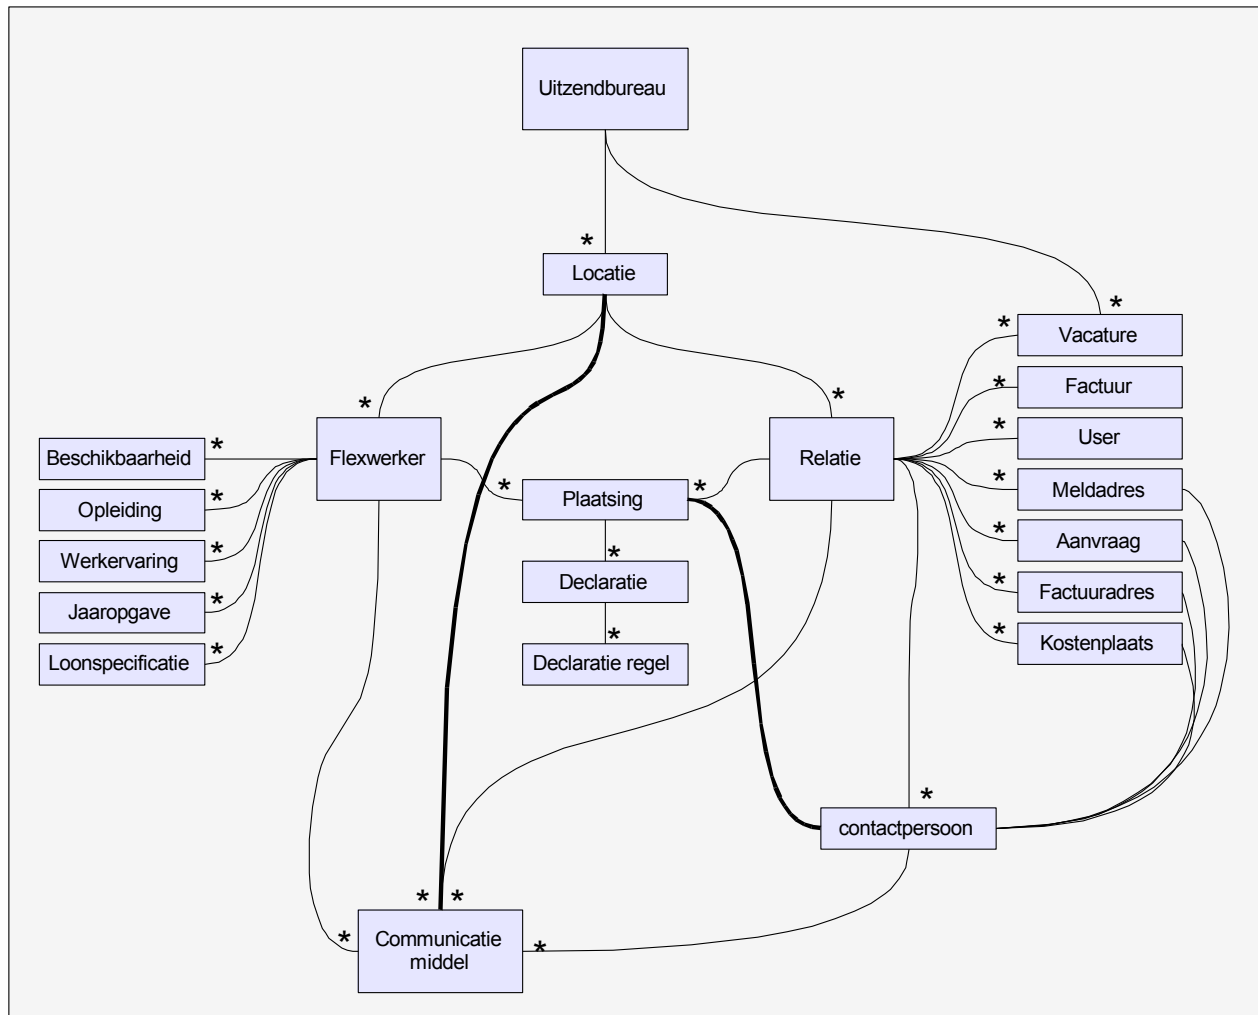 Uitzendbureau
*
Locatie
*
*
Vacature
*
*
*
Factuur
*
Beschikbaarheid
Flexwerker
*
Relatie
*
User
*
Opleiding
*
Plaatsing
*
*
Meldadres
*
Werkervaring
*
Declaratie
*
Aanvraag
*
Jaaropgave
*
Factuuradres
*
Loonspecificatie
*
Declaratie regel
*
Kostenplaats
*
contactpersoon
*
*
*
Communicatie
middel
*